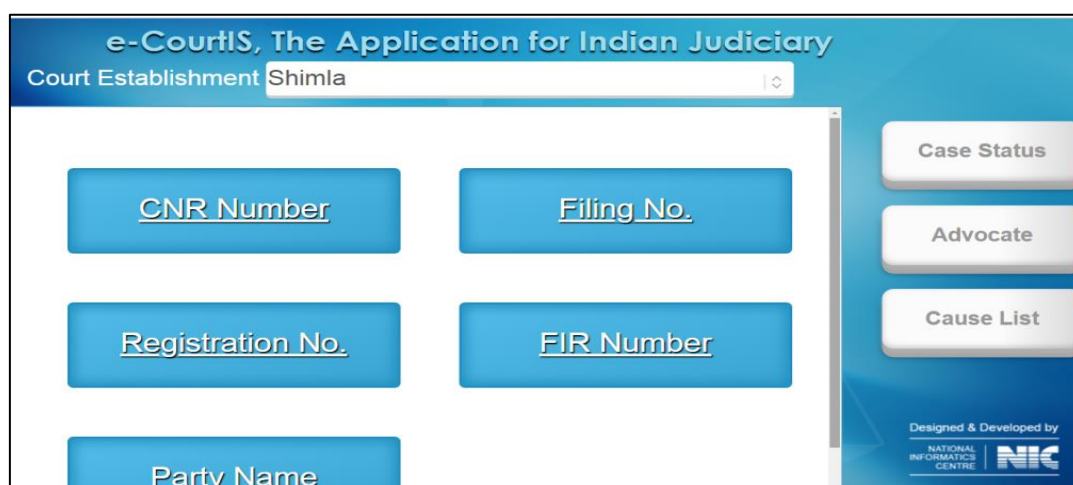 e-CourtIS, The Application for Indian Judiciary
Court Establishment Shimla
CNR Number
Filing No.
Registration No.
FIR Number
Party Name
Case Status
Advocate
Cause List
Designed & Developed by
NATIONAL
INFORMATICS
CENTRE
NIC